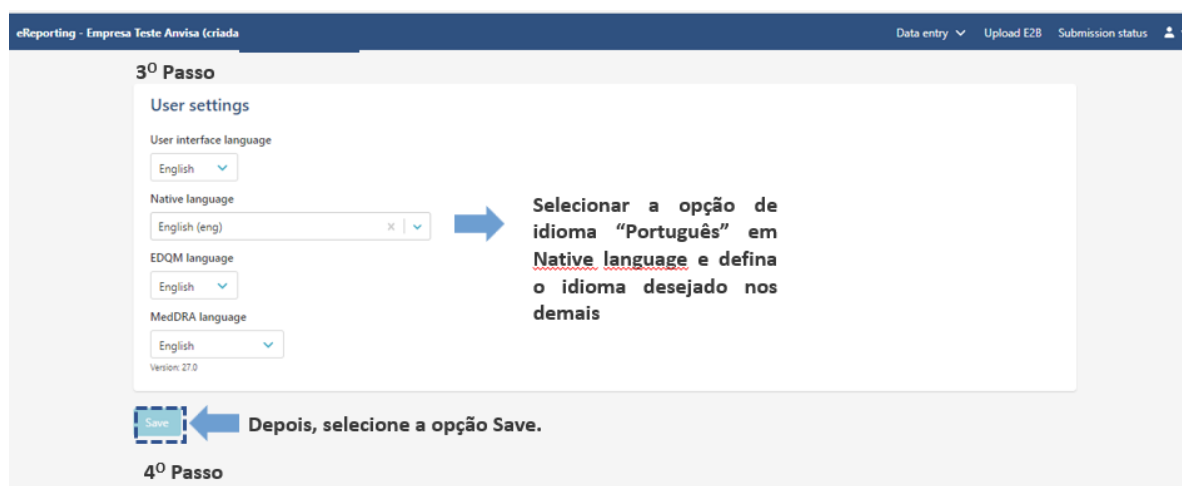 eReporting - Empresa Teste Anvisa (criada
Data entry Upload E2B Submission status
3º Passo
User settings
User interface language
English
Native language
English (eng)
EDQM language
English
MedDRA language
English
Version: 27.0
Selecionar a opção de
idioma “Português” em
Native language e defina
o idioma desejado nos
demais
Save
Depois, selecione a opção Save.
4º Passo